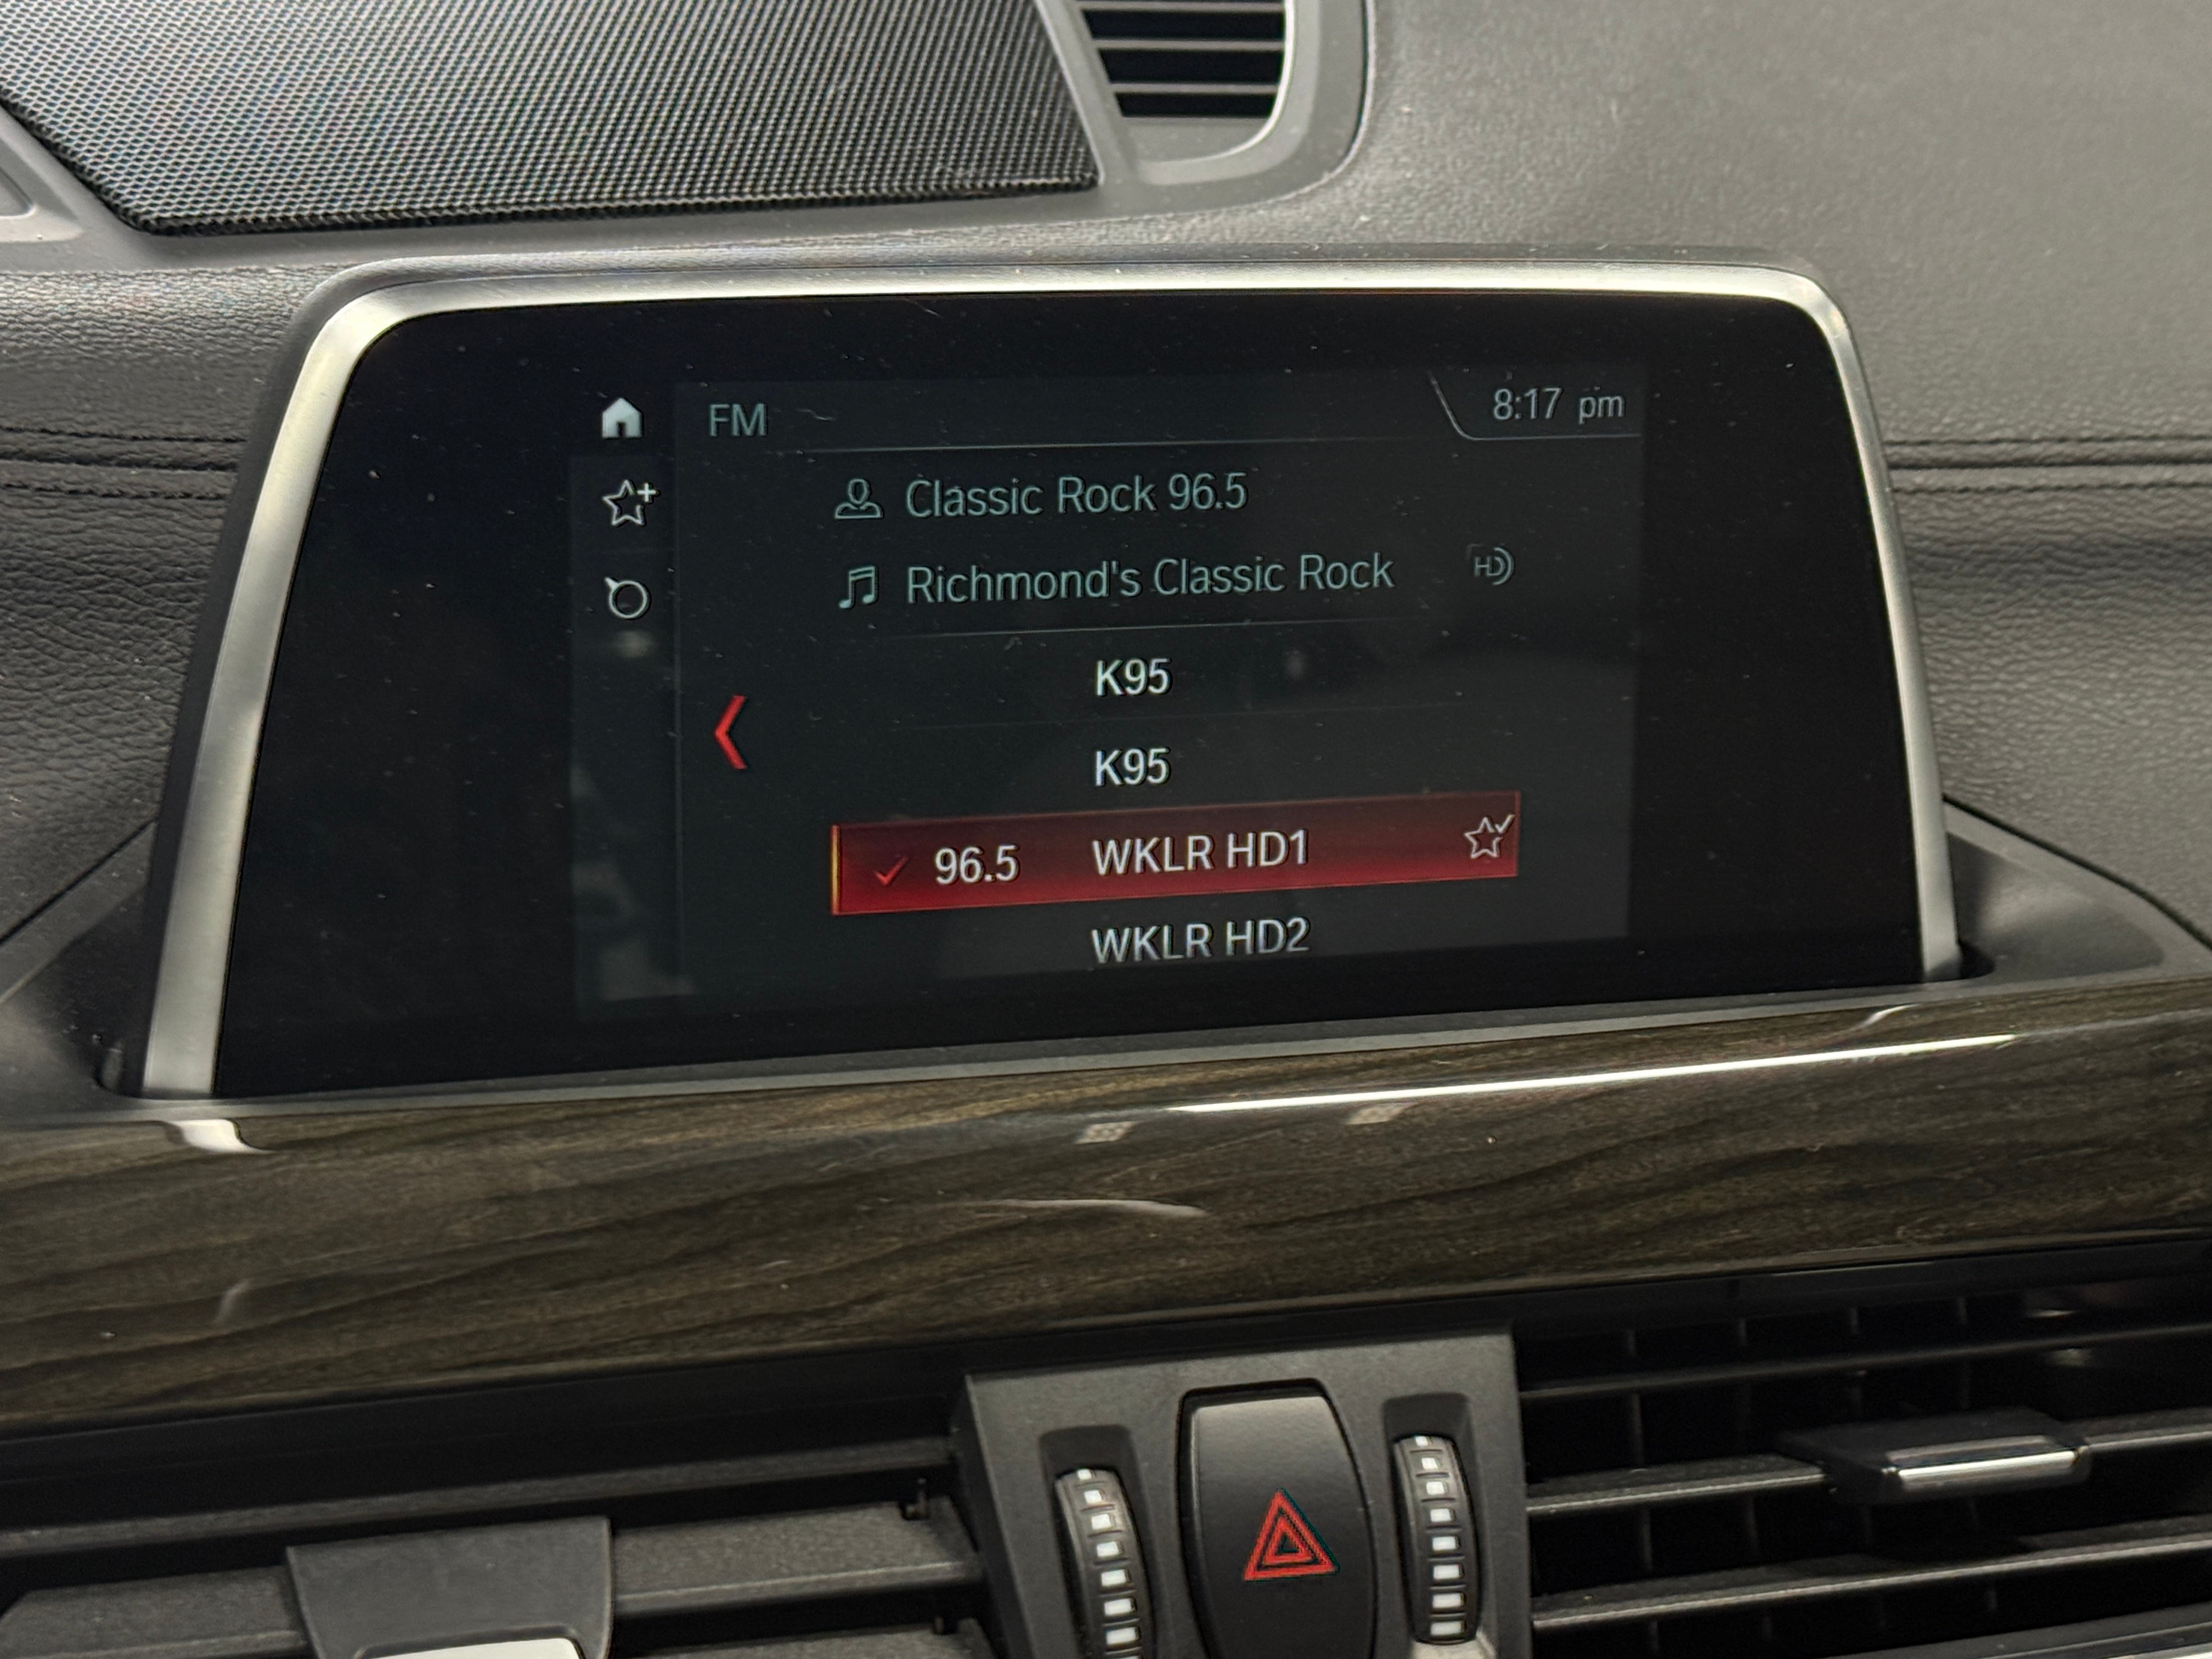 FM
8:17 pm
Classic Rock 96.5
Richmond's Classic Rock
HD
K95
K95
96.5 WKLR HD1
WKLR HD2